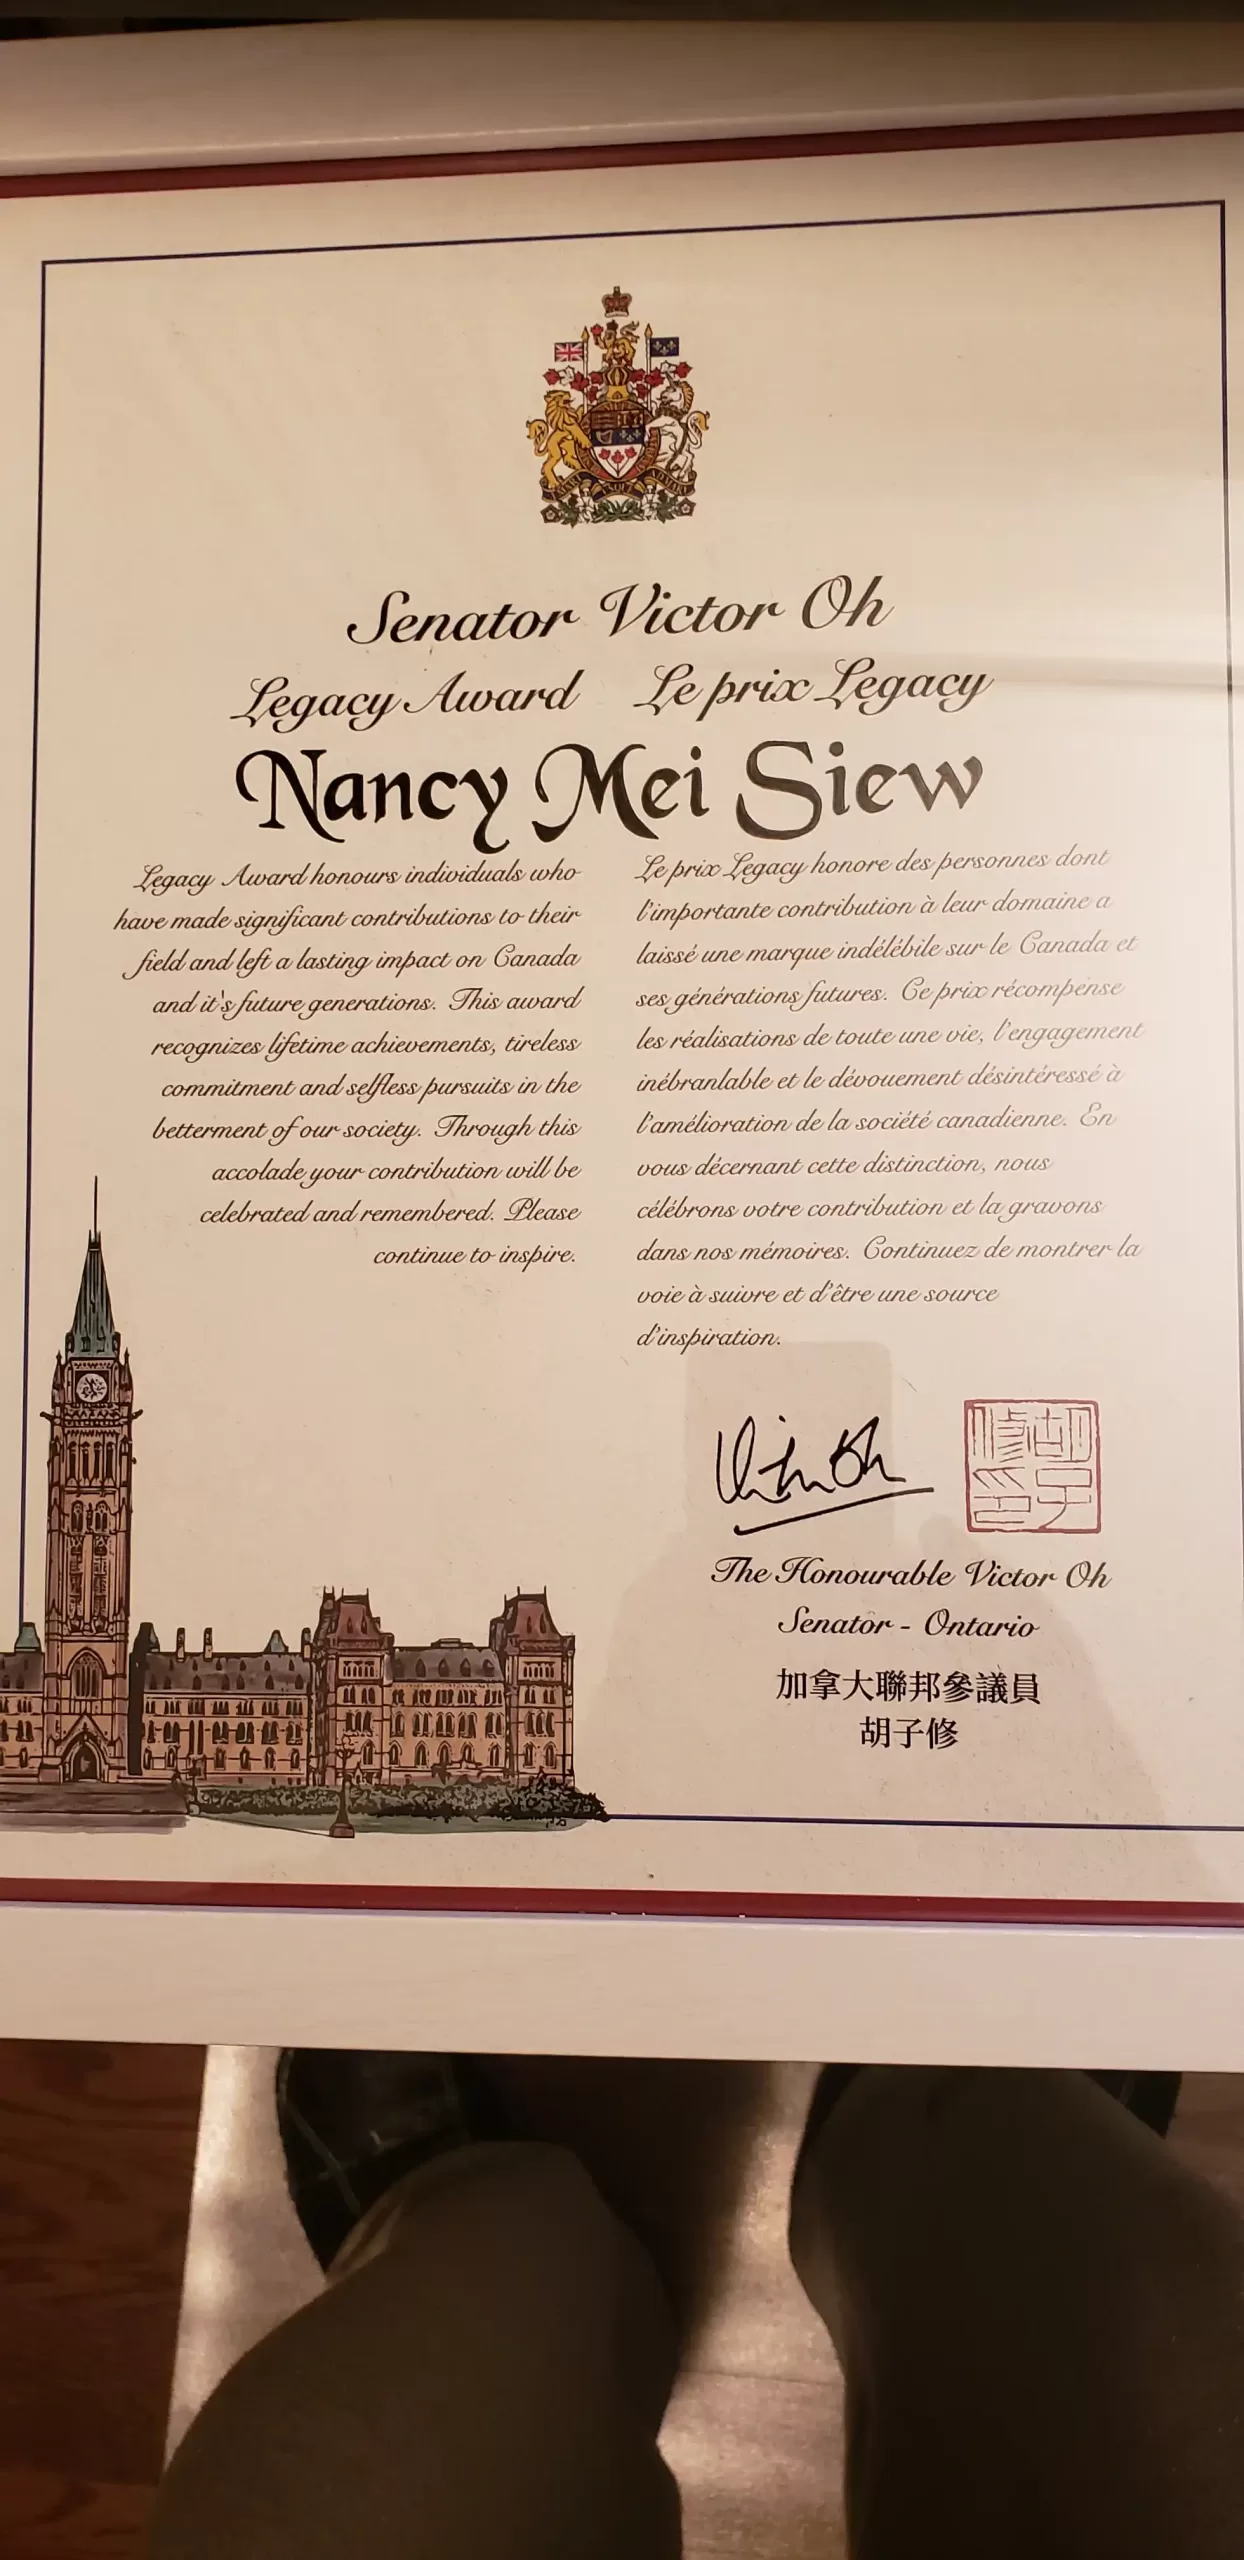 Senator Victor Oh
Legacy Award Le prix Legacy
Nancy Mei Siew
Legacy Award honours individuals who
have made significant contributions to their
field and left a lasting impact on Canada
and it's future generations. This award
recognizes lifetime achievements, tireless
commitment and selfless pursuits in the
betterment of our society. Through this
accolade your contribution will be
celebrated and remembered. Please
continue to inspire.
Le prix Legacy honore des personnes dont
l'importante contribution à leur domaine a
laissé une marque indélébile sur le Canada et
ses générations futures. Ce prix récompense
les réalisations de toute une vie, l'engagement
inébranlable et le dévouement désintéressé à
l'amélioration de la société canadienne. En
vous décernant cette distinction, nous
célébrons votre contribution et la gravons
dans nos mémoires. Continuez de montrer la
voie à suivre et d'être une source
d'inspiration.
Victor Oh
胡子修印
The Honourable Victor Oh
Senator - Ontario
加拿大聯邦參議員
胡子修